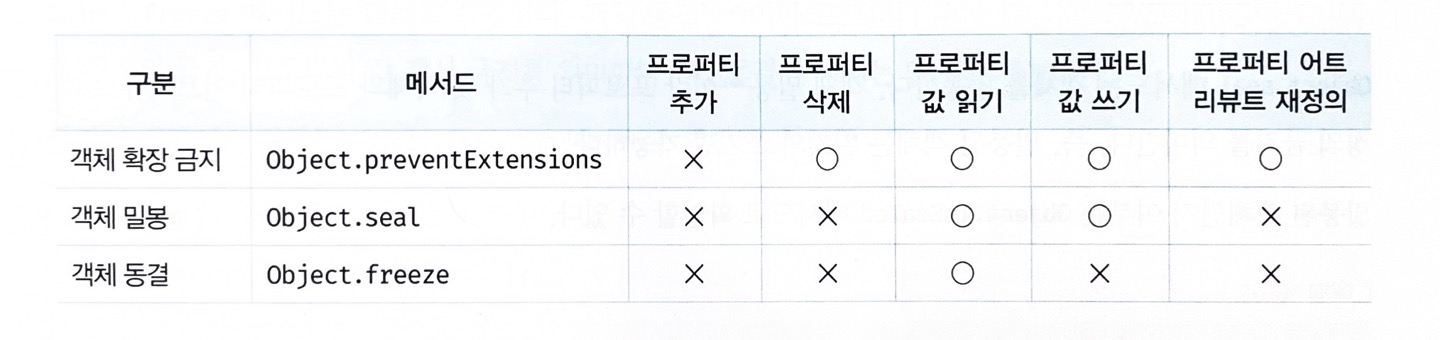 구분 메서드 프로퍼티 추가 프로퍼티 삭제 프로퍼티 값 읽기 프로퍼티 값 쓰기 프로퍼티 어트리뷰트 재정의
객체 확장 금지 Object.preventExtensions × ○ ○ ○ ○
객체 밀봉 Object.seal × × ○ ○ ×
객체 동결 Object.freeze × × ○ × ×